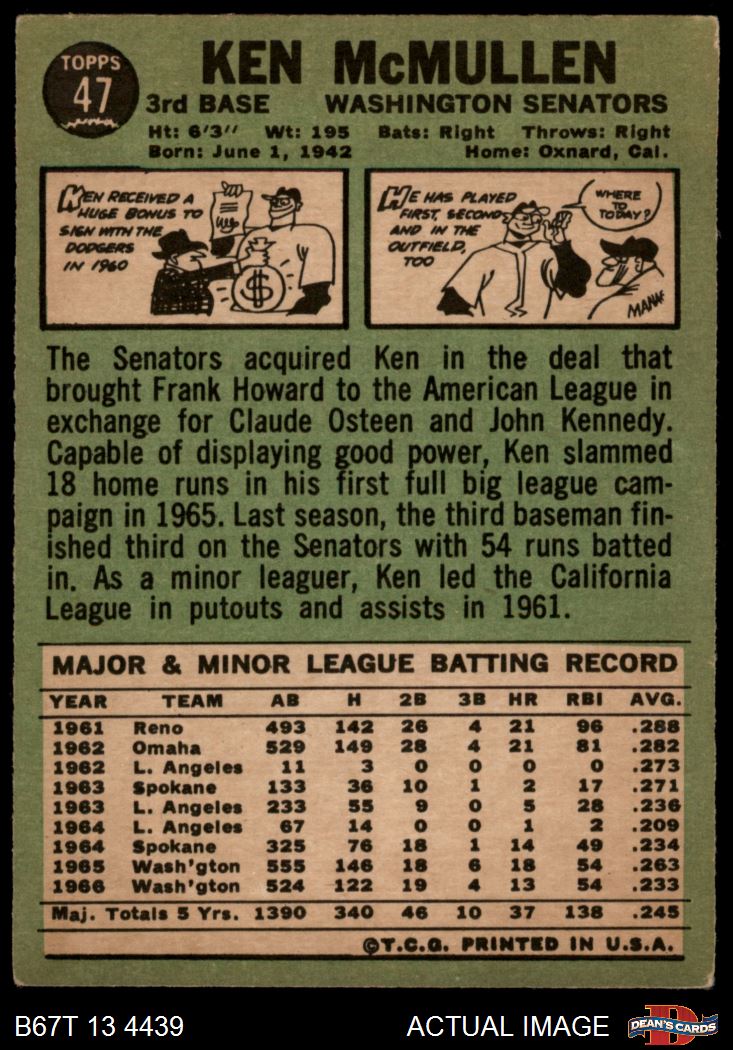 TOPPS
47
KEN McMULLEN
3rd BASE WASHINGTON SENATORS
Ht: 6'3" Wt: 195 Bats: Right Throws: Right
Born: June 1, 1942 Home: Oxnard, Cal.
KEN RECEIVED A
HUGE BONUS TO
SIGN WITH THE
DODGERS
IN 1960
$
HE HAS PLAYED
FIRST, SECOND
AND IN THE
OUTFIELD,
TOO
WHERE
TO
TODAY?
The Senators acquired Ken in the deal that
brought Frank Howard to the American League in
exchange for Claude Osteen and John Kennedy.
Capable of displaying good power, Ken slammed
18 home runs in his first full big league cam-
paign in 1965. Last season, the third baseman fin-
ished third on the Senators with 54 runs batted
in. As a minor leaguer, Ken led the California
League in putouts and assists in 1961.
MAJOR & MINOR LEAGUE BATTING RECORD
YEAR TEAM AB H 2B 3B HR RBI AVG.
1961 Reno 493 142 26 4 21 96 .288
1962 Omaha 529 149 28 4 21 81 .282
1962 L. Angeles 11 3 0 0 0 0 .273
1963 Spokane 133 36 10 1 2 17 .271
1963 L. Angeles 233 55 9 0 5 28 .236
1964 L. Angeles 67 14 0 0 1 2 .209
1964 Spokane 325 76 18 1 14 49 .234
1965 Wash'gton 555 146 18 6 18 54 .263
1966 Wash'gton 524 122 19 4 13 54 .233
Maj. Totals 5 Yrs. 1390 340 46 10 37 138 .245
©T.C.G. PRINTED IN U.S.A.
B67T 13 4439 ACTUAL IMAGE DEAN'S CARDS